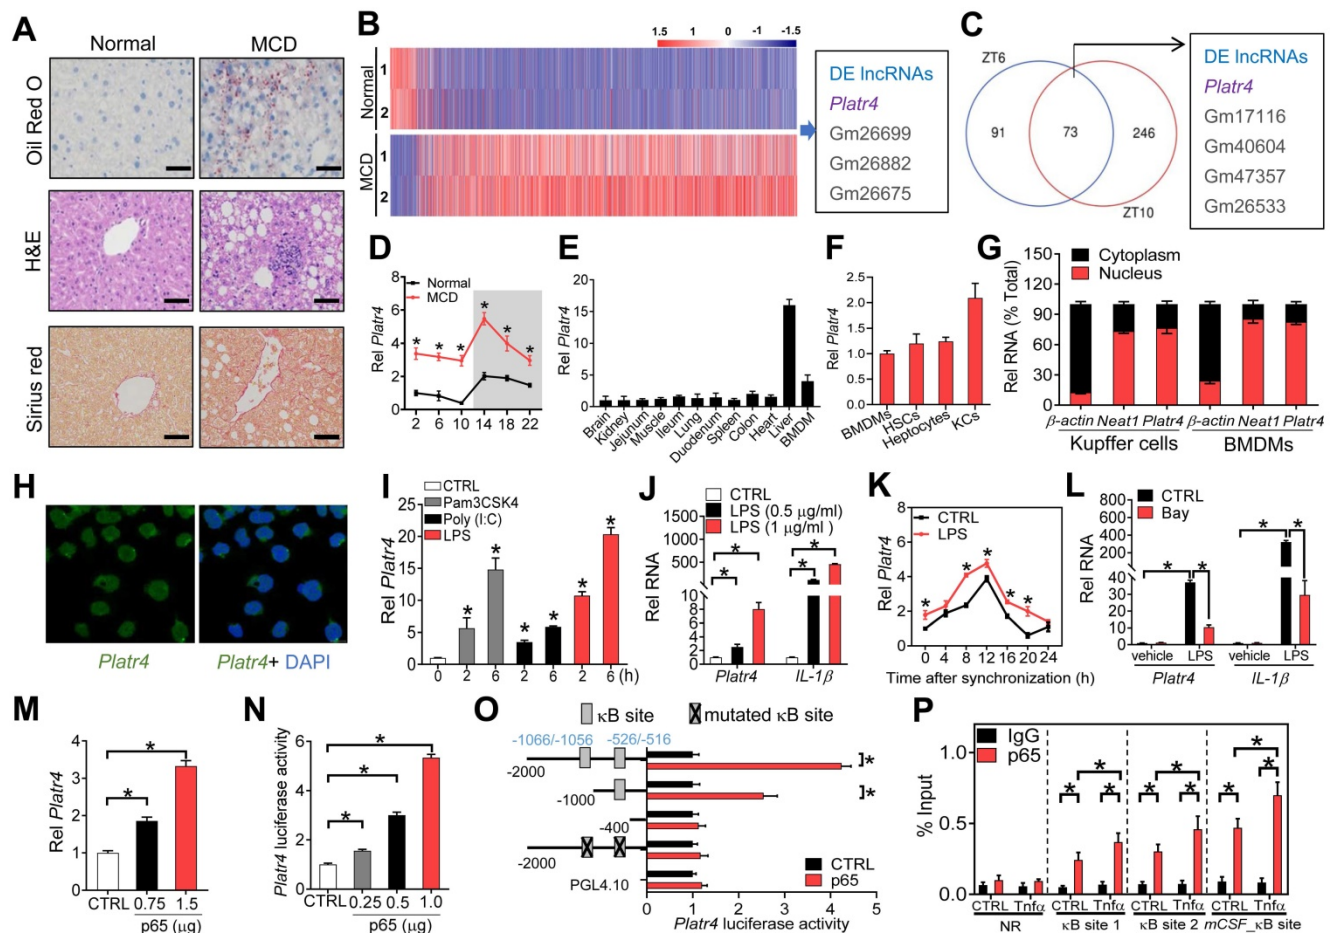 A
Normal
MCD
Oil Red O
H&E
Sirius red
B
1.5
1
0
-1
-1.5
Normal
1
2
MCD
1
2
DE lncRNAs
Platr4
Gm26699
Gm26882
Gm26675
C
ZT6
91
73
246
ZT10
DE lncRNAs
Platr4
Gm17116
Gm40604
Gm47357
Gm26533
D
Normal
MCD
Rel Platr4
8
6
4
2
0
* * * * * *
2 6 10 14 18 22
E
Rel Platr4
20
15
10
5
0
Brain
Kidney
Jejunum
Muscle
Ileum
Lung
Duodenum
Spleen
Colon
Heart
Liver
BMDM
F
Rel Platr4
2.5
2.0
1.5
1.0
0.5
0.0
BMDMs
HSCs
Heptocytes
KCs
G
Cytoplasm
Nucleus
Rel RNA (% Total)
150
120
90
60
30
0
β-actin Neat1 Platr4 β-actin Neat1 Platr4
Kupffer cells
BMDMs
H
Platr4
Platr4+ DAPI
I
CTRL
Pam3CSK4
Poly (I:C)
LPS
Rel Platr4
25
20
15
10
5
0
* * * * * *
0 2 6 2 6 2 6 (h)
J
CTRL
LPS (0.5 μg/ml)
LPS (1 μg/ml )
Rel RNA
1500
1000
500
8
6
4
2
0
* * * *
Platr4
IL-1β
K
CTRL
LPS
Rel Platr4
8
6
4
2
0
* * * * *
0 4 8 12 16 20 24
Time after synchronization (h)
L
CTRL
Bay
Rel RNA
800
600
400
200
40
30
20
10
0
* * * *
vehicle LPS vehicle LPS
Platr4
IL-1β
M
Rel Platr4
4
3
2
1
0
* *
CTRL 0.75 1.5
p65 (μg)
N
Platr4 luciferase activity
6
4
2
0
* * *
CTRL 0.25 0.5 1.0
p65 (μg)
O
κB site
mutated κB site
-1066/-1056
-526/-516
-2000
-1000
-400
-2000
PGL4.10
*
*
CTRL
p65
0 1 2 3 4 5
Platr4 luciferase activity
P
IgG
p65
% Input
1.0
0.5
0.0
* * * * * * * * *
CTRL Tnfα CTRL Tnfα CTRL Tnfα CTRL Tnfα
NR
κB site 1
κB site 2
mCSF_κB site